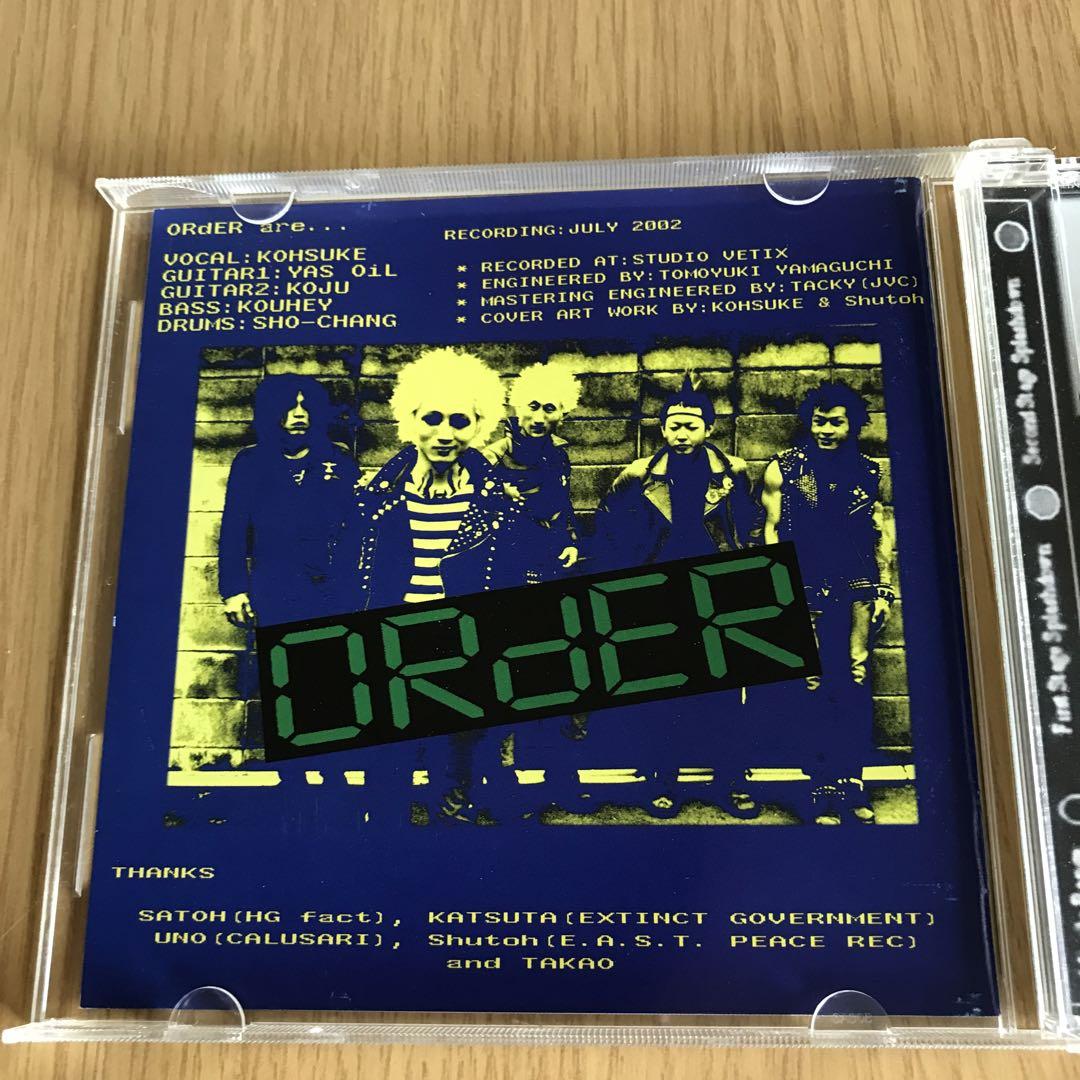 ORdER are...
VOCAL:KOHSUKE
GUITAR1:YAS OiL
GUITAR2:KOJU
BASS:KOUHEY
DRUMS:SHO-CHANG
RECORDING:JULY 2002
* RECORDED AT:STUDIO VETIX
* ENGINEERED BY:TOMOYUKI YAMAGUCHI
* MASTERING ENGINEERED BY:TACKY(JVC)
* COVER ART WORK BY:KOHSUKE & Shutoh
ORdER
THANKS
SATOH(HG fact), KATSUTA(EXTINCT GOVERNMENT)
UNO(CALUSARI), Shutoh(E.A.S.T. PEACE REC)
and TAKAO
Second Stage Splashdown
First Stage Splashdown